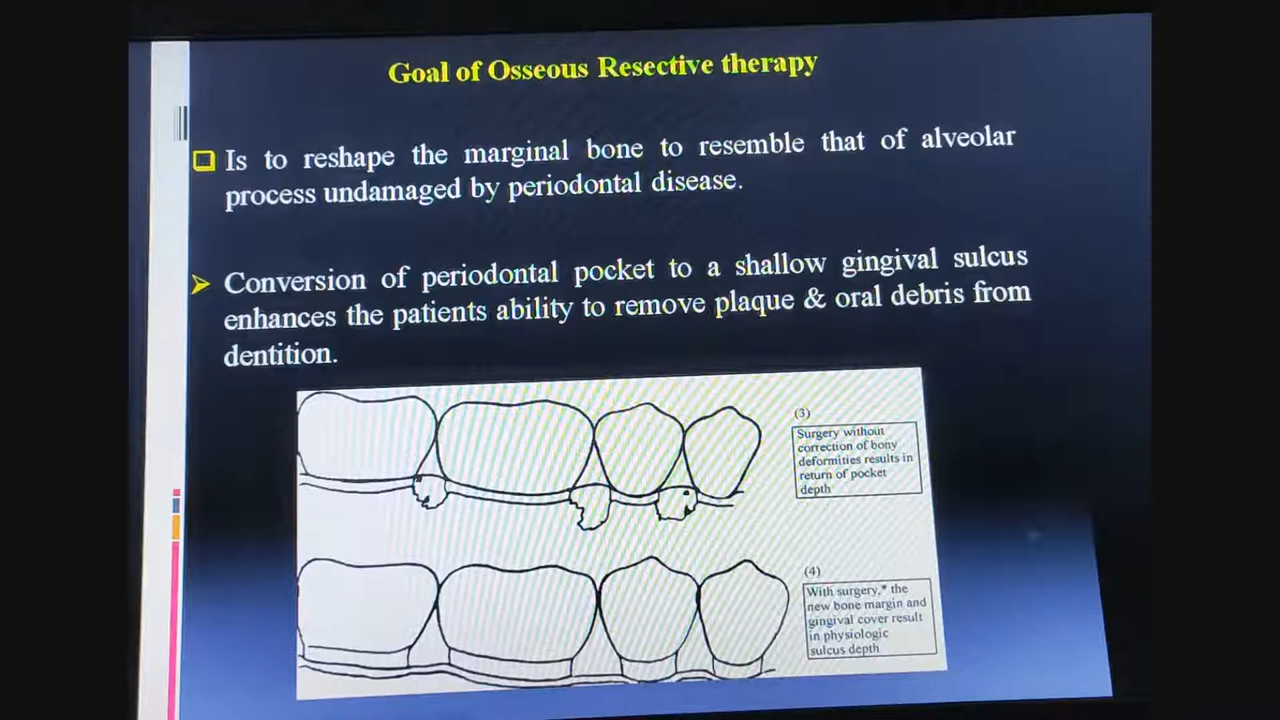 Goal of Osseous Resective therapy
Is to reshape the marginal bone to resemble that of alveolar
process undamaged by periodontal disease.
Conversion of periodontal pocket to a shallow gingival sulcus
enhances the patients ability to remove plaque & oral debris from
dentition.
(3)
Surgery without
correction of bony
deformities results in
return of pocket
depth
(4)
With surgery,* the
new bone margin and
gingival cover result
in physiologic
sulcus depth